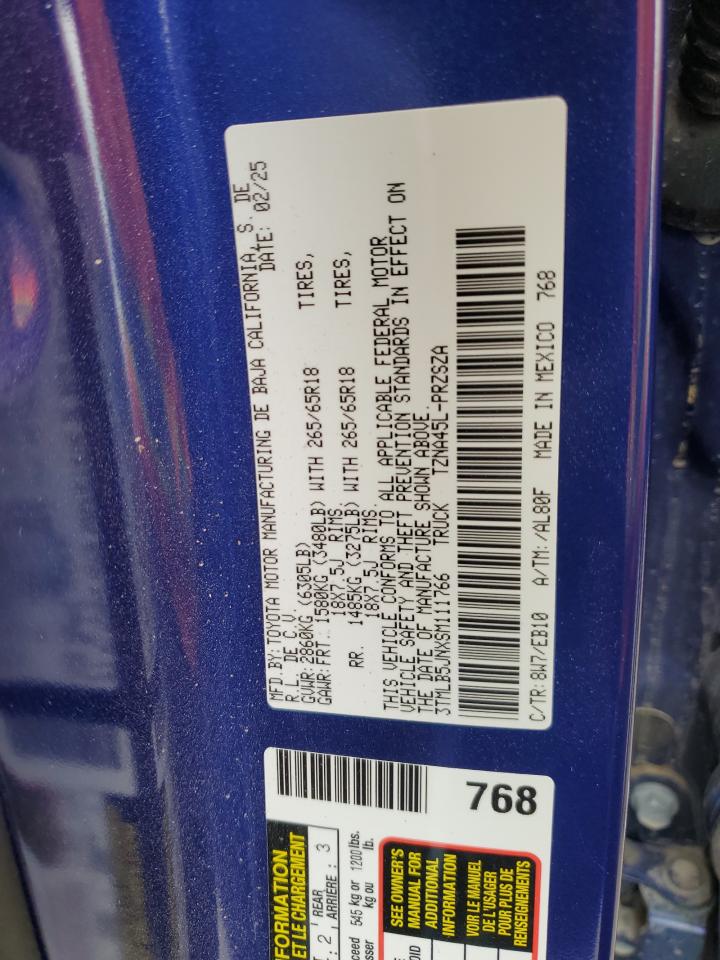 MFD.BY: TOYOTA MOTOR MANUFACTURING DE BAJA CALIFORNIA, S. DE
R.L. DE C.V. DATE: 02/25
GVWR: 2860KG (6305LB)
GAWR: FRT. 1580KG (3480LB) WITH 265/65R18 TIRES,
18X7.5J RIMS.
RR. 1485KG (3275LB) WITH 265/65R18 TIRES,
18X7.5J RIMS.
THIS VEHICLE CONFORMS TO ALL APPLICABLE FEDERAL MOTOR
VEHICLE SAFETY AND THEFT PREVENTION STANDARDS IN EFFECT ON
THE DATE OF MANUFACTURE SHOWN ABOVE.
3TMLB5JNXSM111766 TRUCK TZNA45L-PRZSZA
C/TR: 8W7/EB10 A/TM: /AL80F MADE IN MEXICO 768
768
INFORMATION
ET LE CHARGEMENT
: 2 REAR
ARRIÈRE : 3
545 kg or 1200 lbs.
kg ou lb.
SEE OWNER'S
MANUAL FOR
ADDITIONAL
INFORMATION
VOIR LE MANUEL
DE L'USAGER
POUR PLUS DE
RENSEIGNEMENTS